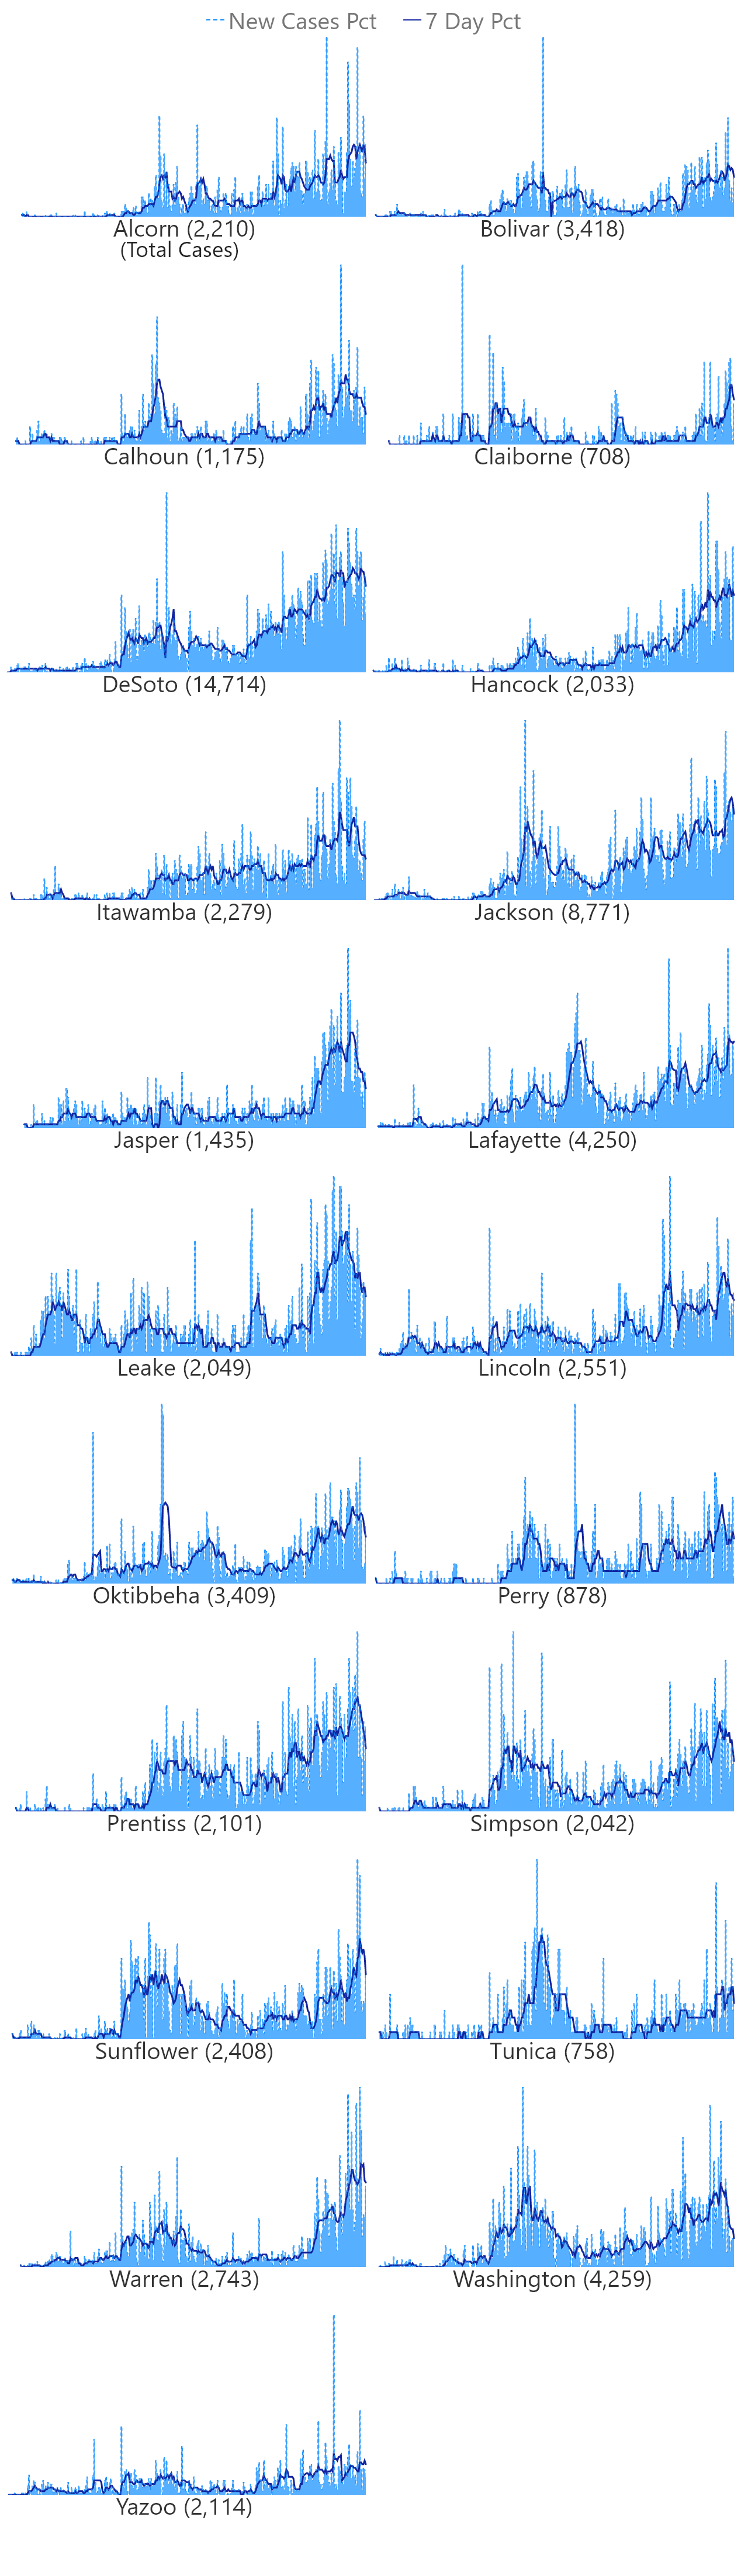 New Cases Pct 7 Day Pct
Alcorn (2,210)
(Total Cases)
Bolivar (3,418)
Calhoun (1,175)
Claiborne (708)
DeSoto (14,714)
Hancock (2,033)
Itawamba (2,279)
Jackson (8,771)
Jasper (1,435)
Lafayette (4,250)
Leake (2,049)
Lincoln (2,551)
Oktibbeha (3,409)
Perry (878)
Prentiss (2,101)
Simpson (2,042)
Sunflower (2,408)
Tunica (758)
Warren (2,743)
Washington (4,259)
Yazoo (2,114)